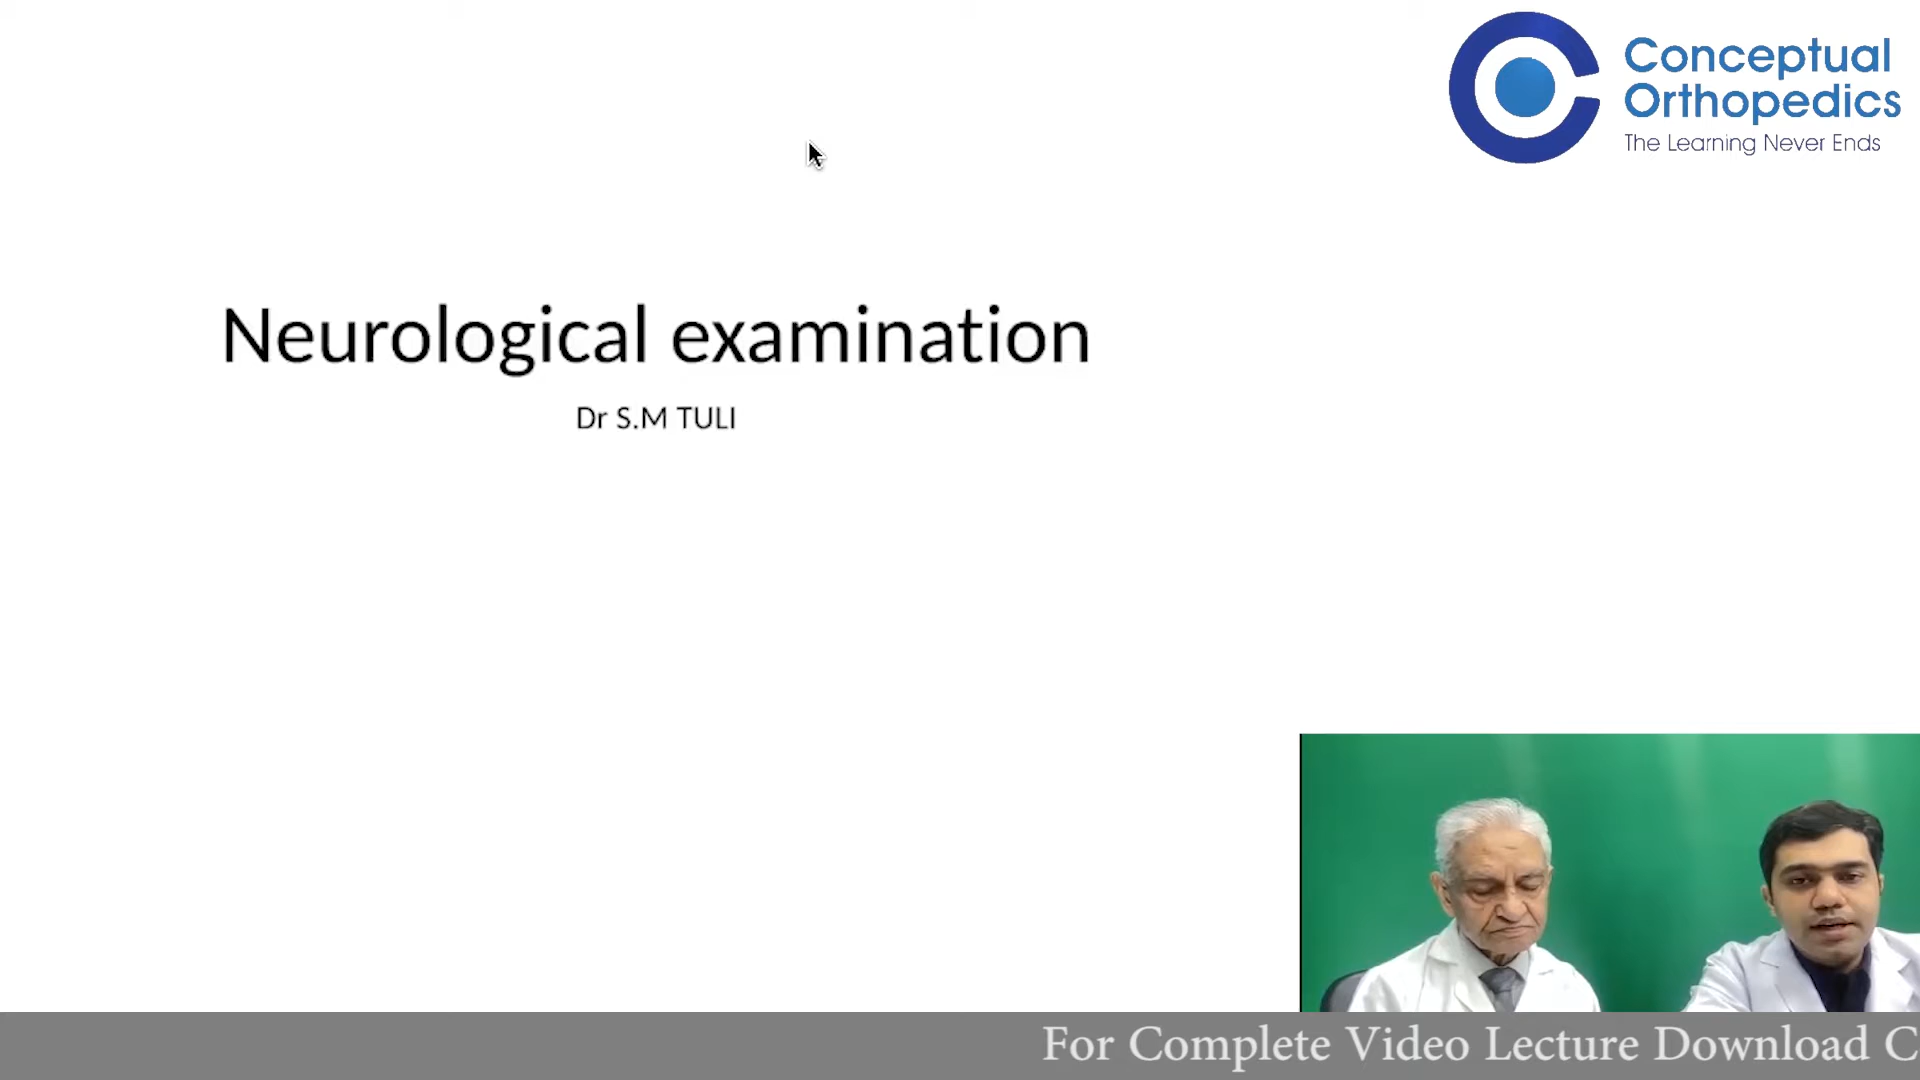 Conceptual
Orthopedics
The Learning Never Ends
Neurological examination
Dr S.M TULI
For Complete Video Lecture Download C